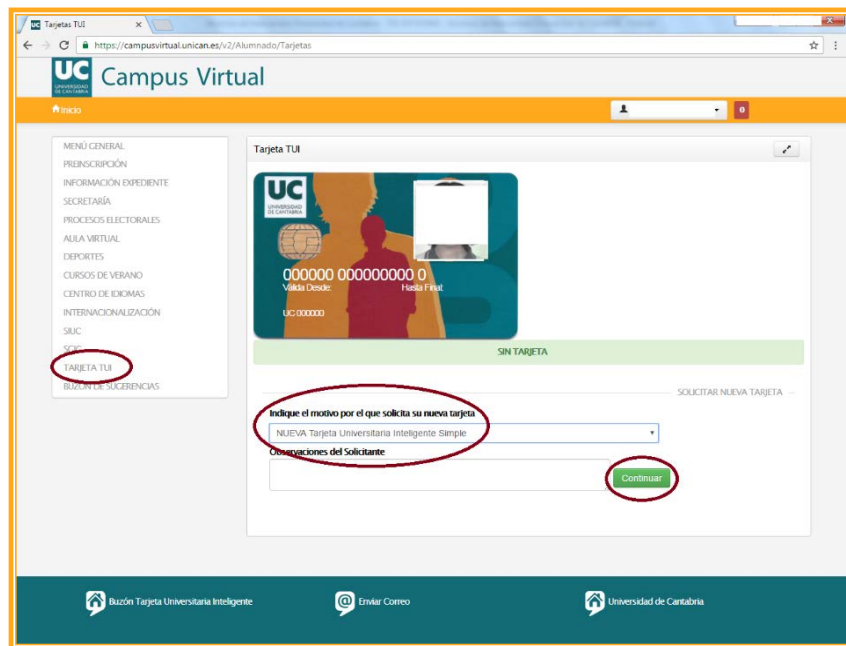 Tarjetas TUI
https://campusvirtual.unican.es/v2/Alumnado/Tarjetas
UC
UNIVERSIDAD
DE CANTABRIA
Campus Virtual
Inicio
0
MENÚ GENERAL
PREINSCRIPCIÓN
INFORMACIÓN EXPEDIENTE
SECRETARÍA
PROCESOS ELECTORALES
AULA VIRTUAL
DEPORTES
CURSOS DE VERANO
CENTRO DE IDIOMAS
INTERNACIONALIZACIÓN
SIUC
SCIC
TARJETA TUI
BUZÓN DE SUGERENCIAS
Tarjeta TUI
UC
UNIVERSIDAD
DE CANTABRIA
000000 000000000 0
Válida Desde: Hasta Final:
UC 000000
SIN TARJETA
SOLICITAR NUEVA TARJETA
Indique el motivo por el que solicita su nueva tarjeta
NUEVA Tarjeta Universitaria Inteligente Simple
Observaciones del Solicitante
Continuar
Buzón Tarjeta Universitaria Inteligente
Enviar Correo
Universidad de Cantabria